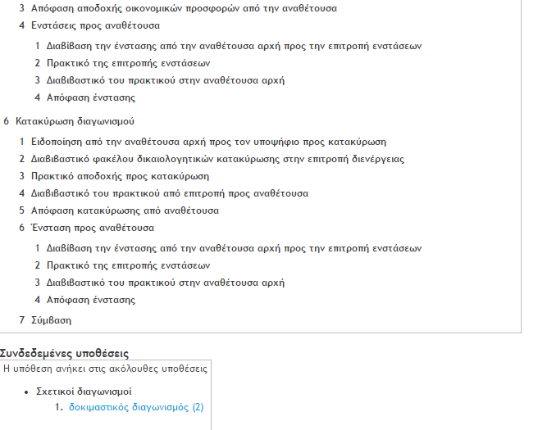 3 Απόφαση αποδοχής οικονομικών προσφορών από την αναθέτουσα
4 Ενστάσεις προς αναθέτουσα
1 Διαβίβαση την ένστασης από την αναθέτουσα αρχή προς την επιτροπή ενστάσεων
2 Πρακτικό της επιτροπής ενστάσεων
3 Διαβιβαστικό του πρακτικού στην αναθέτουσα αρχή
4 Απόφαση ένστασης
6 Κατακύρωση διαγωνισμού
1 Ειδοποίηση από την αναθέτουσα αρχή προς τον υποψήφιο προς κατακύρωση
2 Διαβιβαστικό φακέλου δικαιολογητικών κατακύρωσης στην επιτροπή διενέργειας
3 Πρακτικό αποδοχής προς κατακύρωση
4 Διαβιβαστικό του πρακτικού από επιτροπή προς αναθέτουσα
5 Απόφαση κατακύρωσης από αναθέτουσα
6 Ένσταση προς αναθέτουσα
1 Διαβίβαση την ένστασης από την αναθέτουσα αρχή προς την επιτροπή ενστάσεων
2 Πρακτικό της επιτροπής ενστάσεων
3 Διαβιβαστικό του πρακτικού στην αναθέτουσα αρχή
4 Απόφαση ένστασης
7 Σύμβαση
Συνδεδεμένες υποθέσεις
Η υπόθεση ανήκει στις ακόλουθες υποθέσεις
• Σχετικοί διαγωνισμοί
1. δοκιμαστικός διαγωνισμός (2)